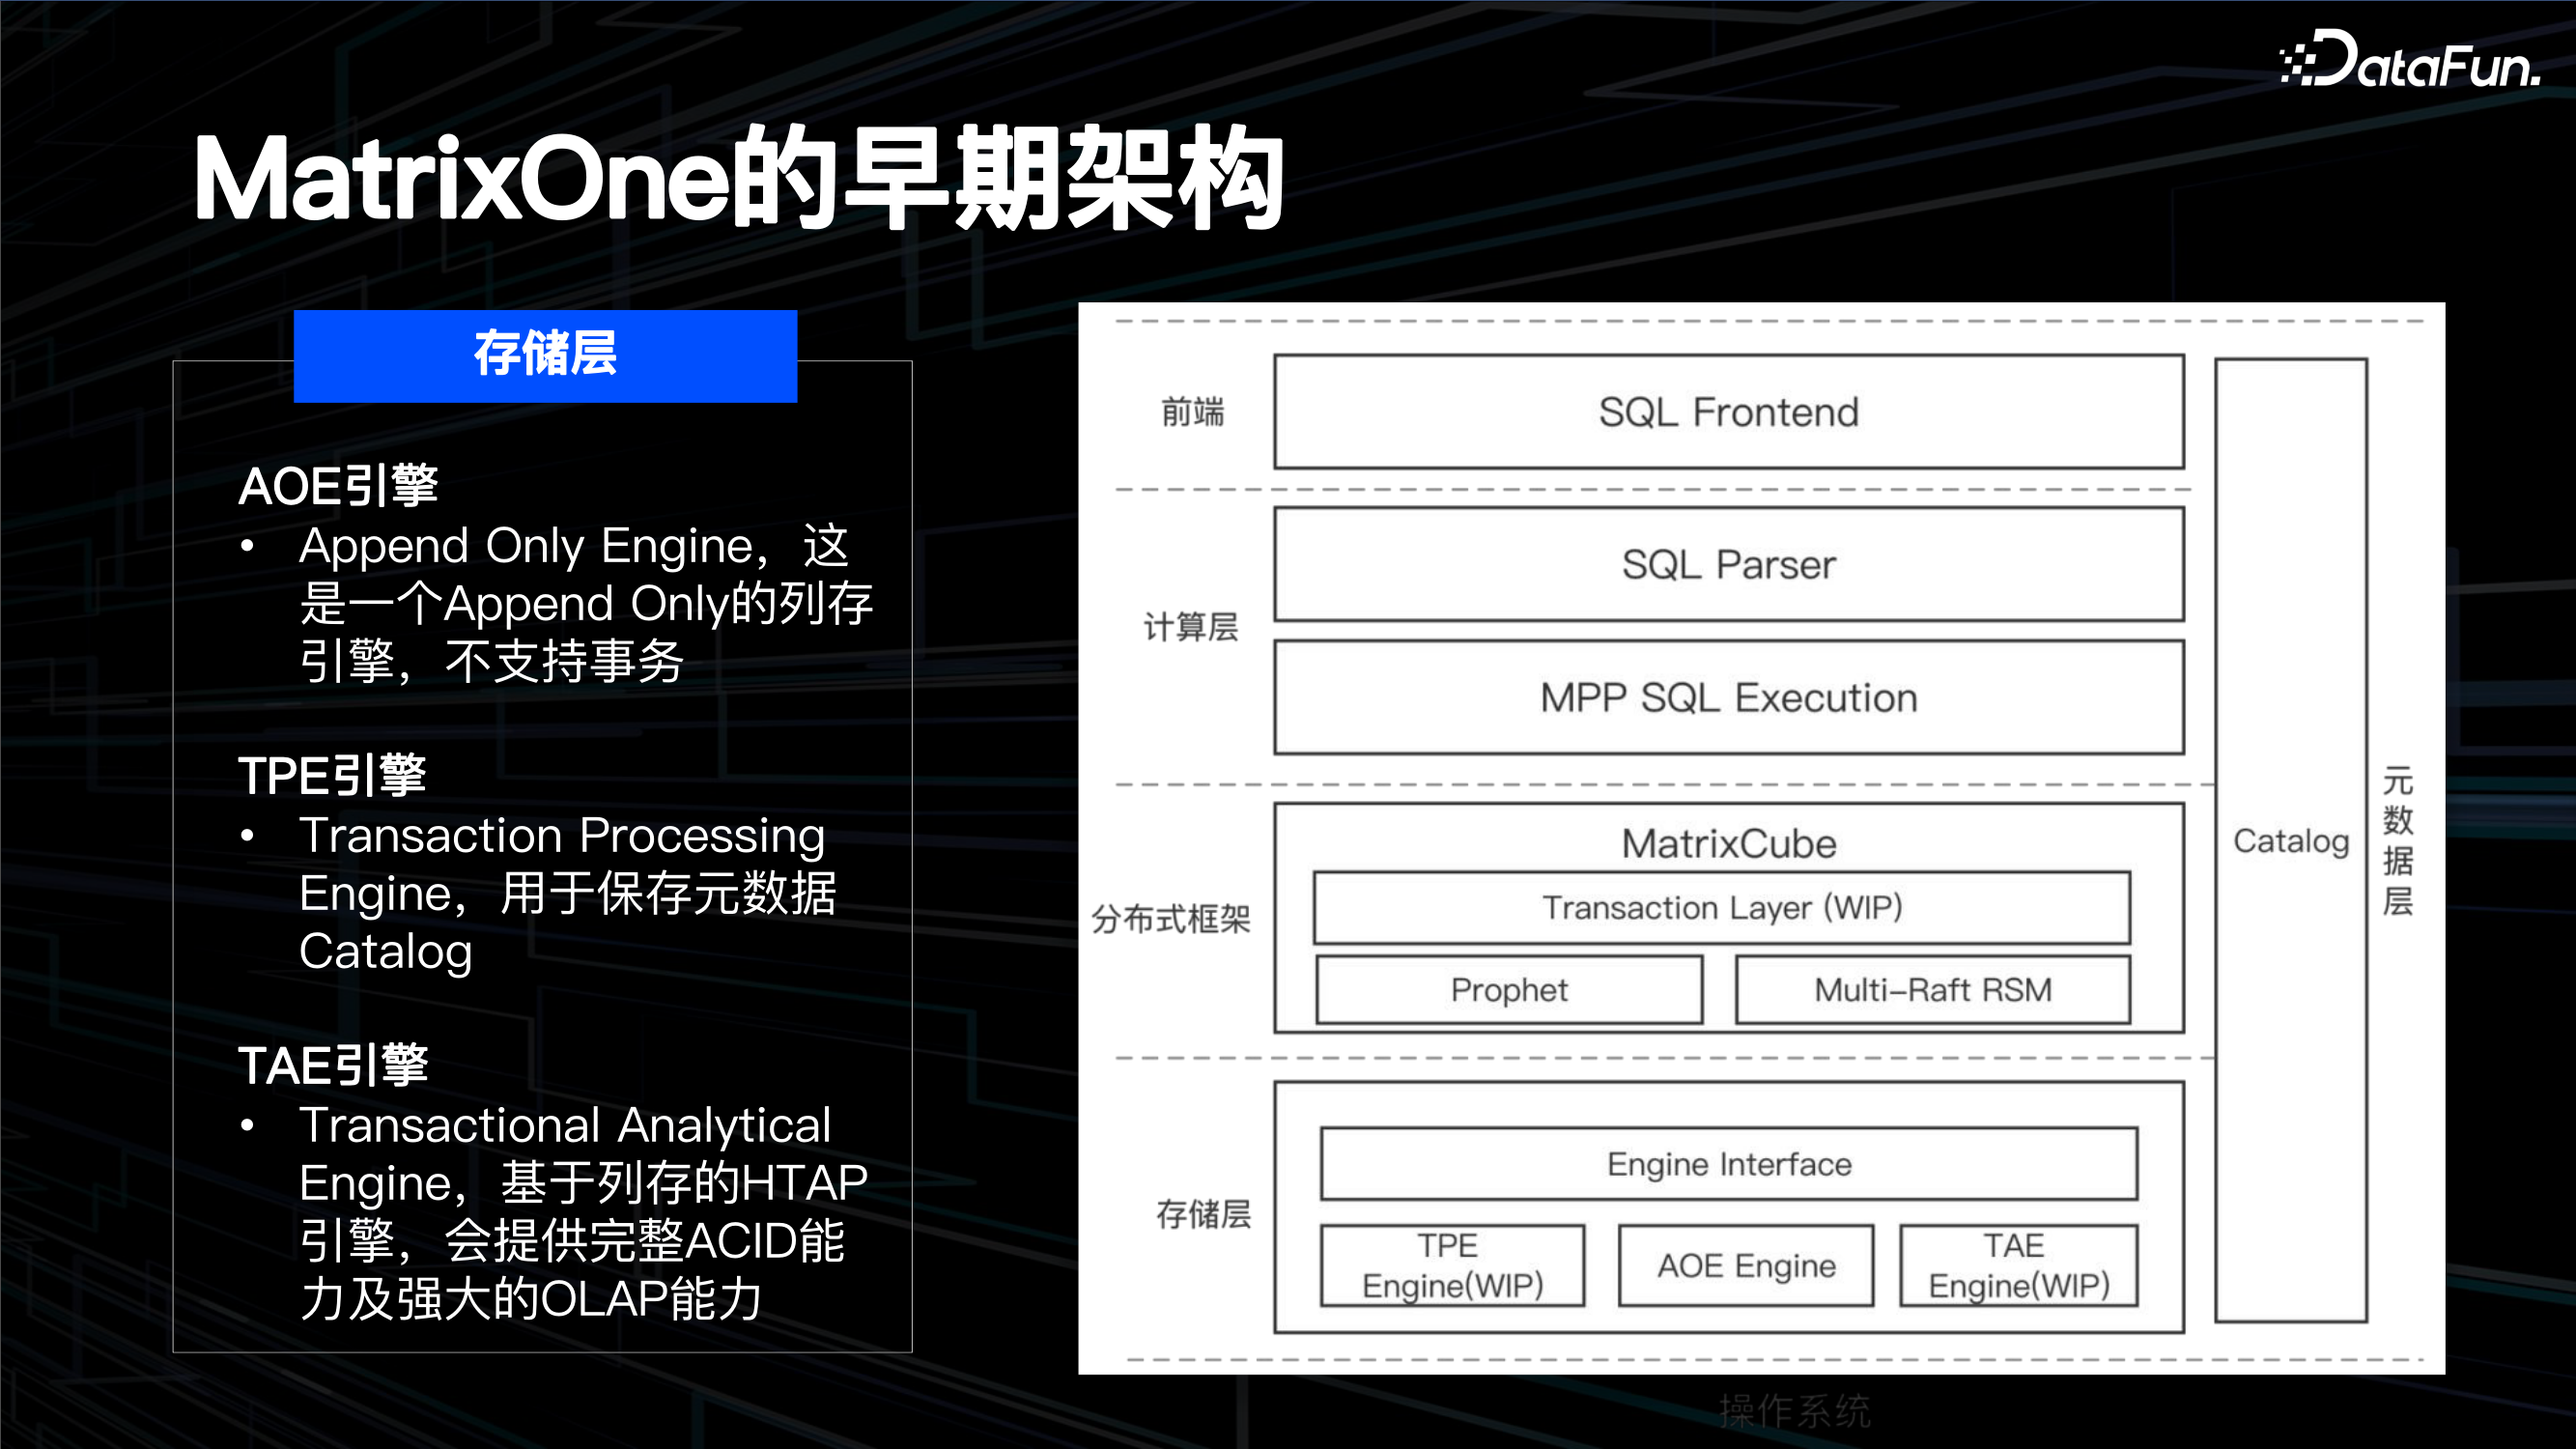 DataFun.
MatrixOne的早期架构
存储层
AOE引擎
• Append Only Engine，这
是一个Append Only的列存
引擎，不支持事务
TPE引擎
• Transaction Processing
Engine，用于保存元数据
Catalog
TAE引擎
• Transactional Analytical
Engine，基于列存的HTAP
引擎，会提供完整ACID能
力及强大的OLAP能力
前端
SQL Frontend
计算层
SQL Parser
MPP SQL Execution
分布式框架
MatrixCube
Transaction Layer (WIP)
Prophet
Multi–Raft RSM
存储层
Engine Interface
TPE
Engine(WIP)
AOE Engine
TAE
Engine(WIP)
Catalog
元
数
据
层
操作系统